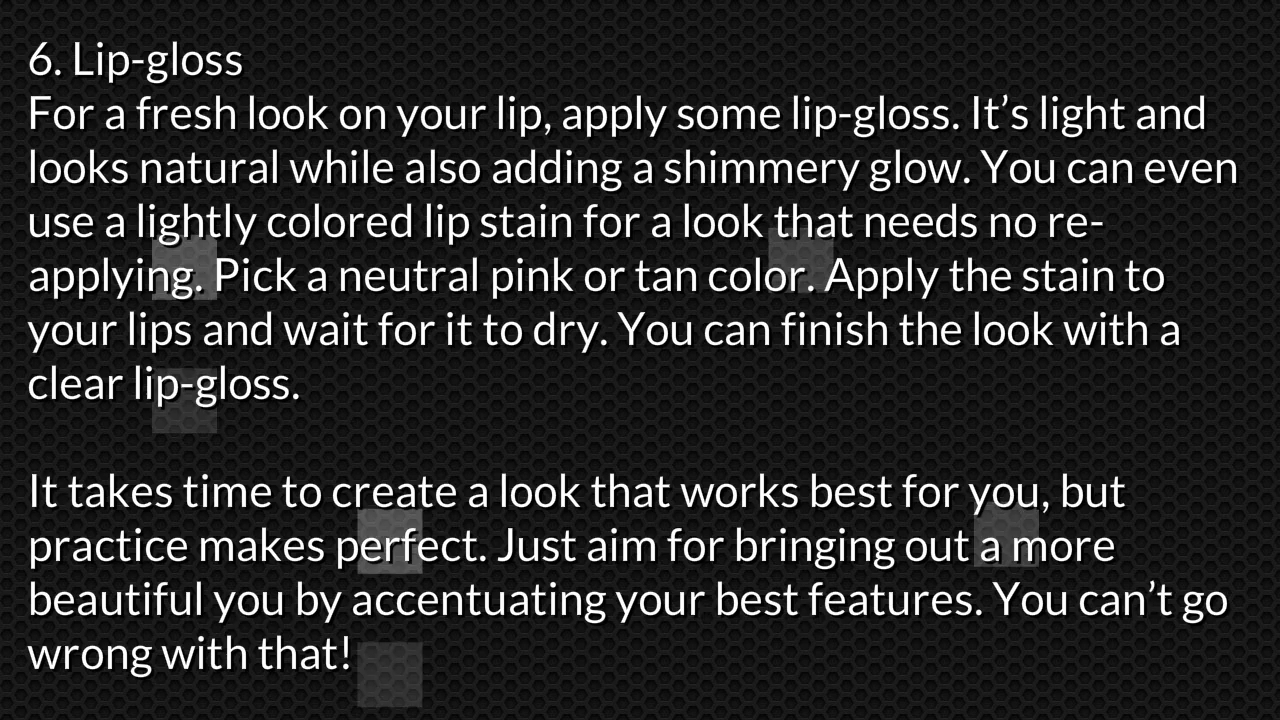 6. Lip-gloss
For a fresh look on your lip, apply some lip-gloss. It’s light and
looks natural while also adding a shimmery glow. You can even
use a lightly colored lip stain for a look that needs no re-
applying. Pick a neutral pink or tan color. Apply the stain to
your lips and wait for it to dry. You can finish the look with a
clear lip-gloss.
It takes time to create a look that works best for you, but
practice makes perfect. Just aim for bringing out a more
beautiful you by accentuating your best features. You can’t go
wrong with that!